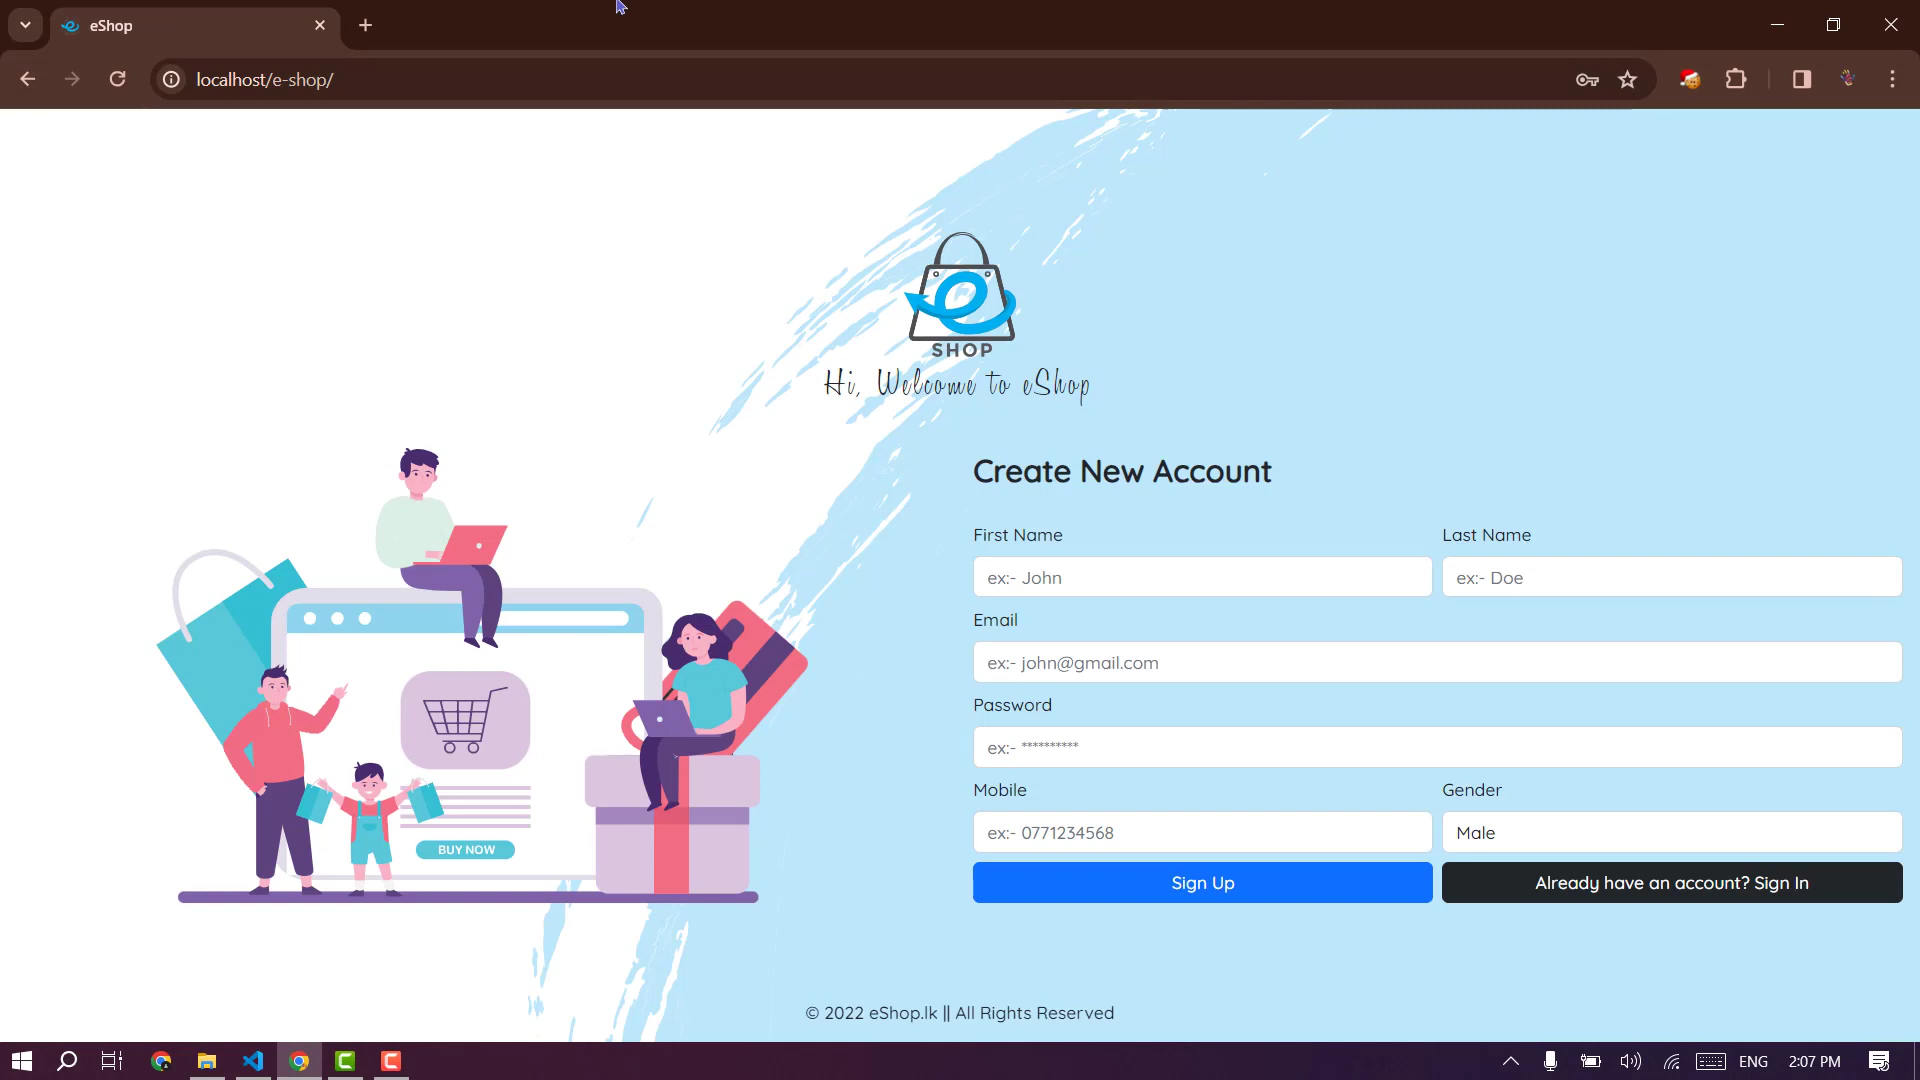 eShop
localhost/e-shop/
SHOP
Hi, Welcome to eShop
Create New Account
First Name
Last Name
ex:- John
ex:- Doe
Email
ex:- john@gmail.com
Password
ex:- **********
Mobile
Gender
ex:- 0771234568
Male
BUY NOW
Sign Up
Already have an account? Sign In
© 2022 eShop.lk || All Rights Reserved
ENG
2:07 PM